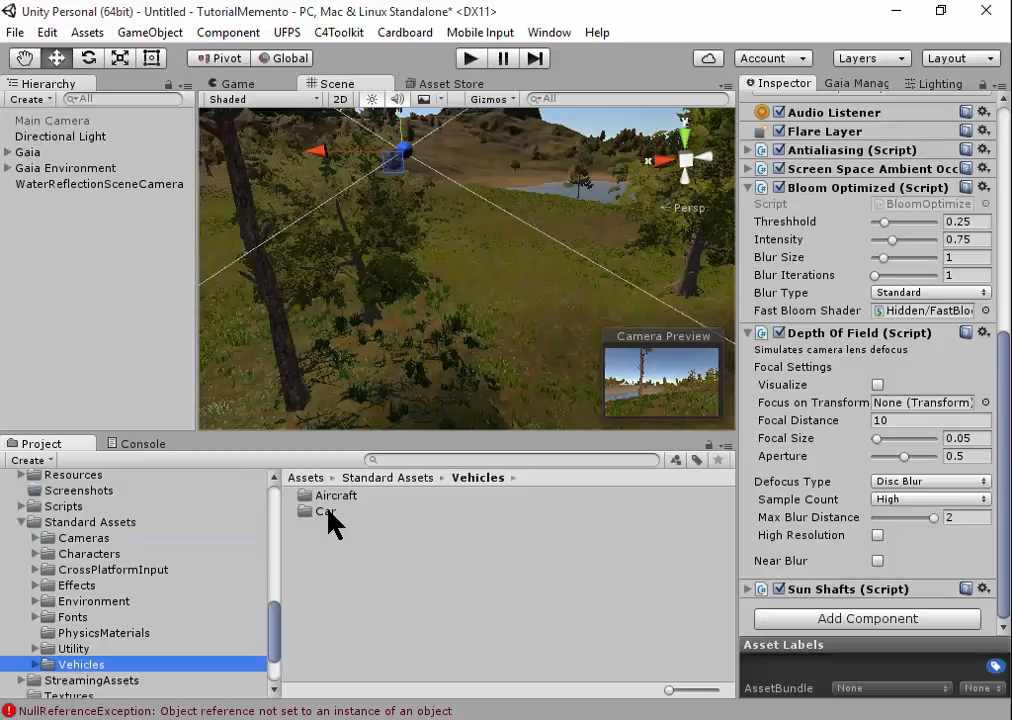 Unity Personal (64bit) - Untitled - TutorialMemento - PC, Mac & Linux Standalone* <DX11>
File Edit Assets GameObject Component UFPS C4Toolkit Cardboard Mobile Input Window Help
Pivot Global Account Layers Layout
Hierarchy Game Scene Asset Store Inspector Gaia Manag Lighting
Create All Shaded 2D Gizmos All
Main Camera
Directional Light
Gaia
Gaia Environment
WaterReflectionSceneCamera
y
x
Persp
Camera Preview
Audio Listener
Flare Layer
Antialiasing (Script)
Screen Space Ambient Occ
Bloom Optimized (Script)
Script BloomOptimize
Threshhold 0.25
Intensity 0.75
Blur Size 1
Blur Iterations 1
Blur Type Standard
Fast Bloom Shader Hidden/FastBloo
Depth Of Field (Script)
Simulates camera lens defocus
Focal Settings
Visualize
Focus on Transform None (Transform)
Focal Distance 10
Focal Size 0.05
Aperture 0.5
Defocus Type Disc Blur
Sample Count High
Max Blur Distance 2
High Resolution
Near Blur
Sun Shafts (Script)
Add Component
Asset Labels
AssetBundle None None
Project Console
Create
Resources
Screenshots
Scripts
Standard Assets
Cameras
Characters
CrossPlatformInput
Effects
Environment
Fonts
PhysicsMaterials
Utility
Vehicles
StreamingAssets
Textures
Assets Standard Assets Vehicles
Aircraft
Car
NullReferenceException: Object reference not set to an instance of an object